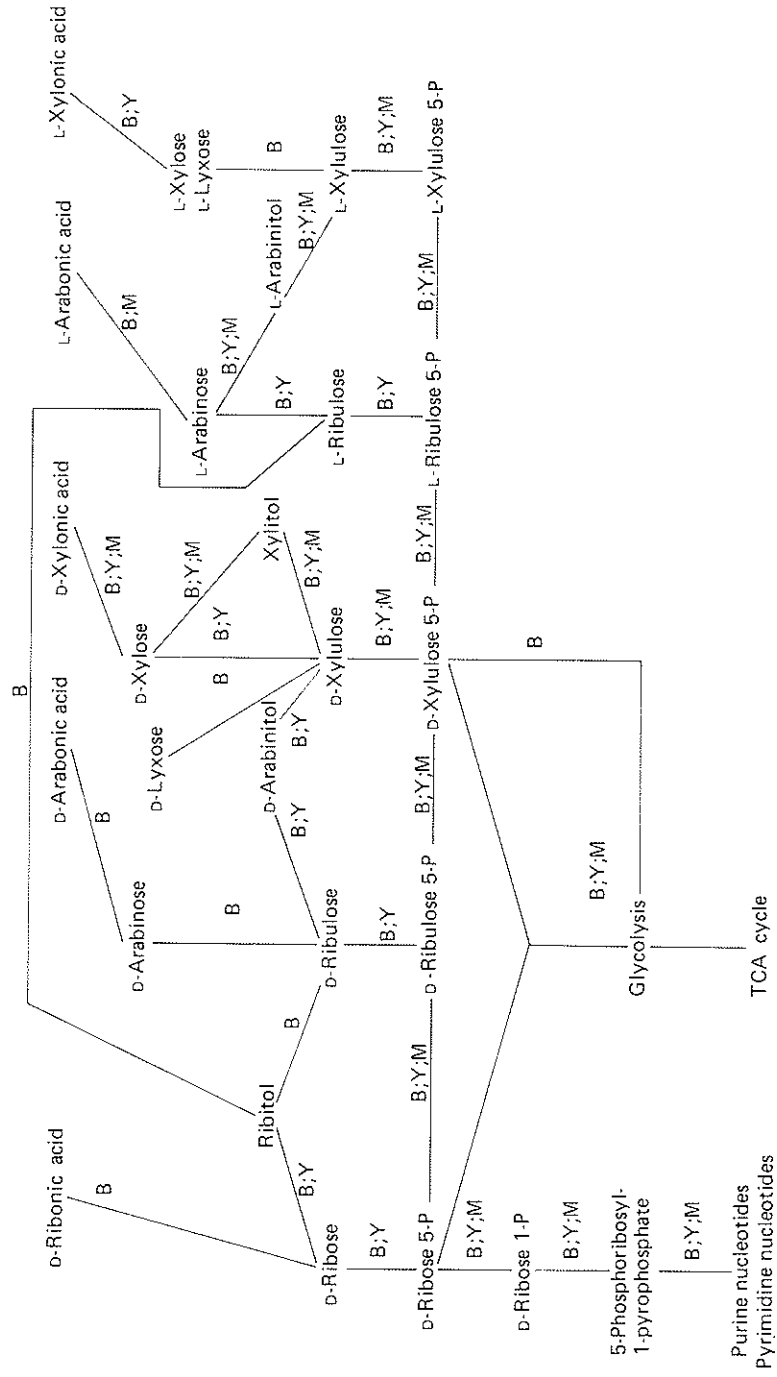 L-Xylonic acid
B;Y
L-Xylose
L-Lyxose
B
L-Xylulose
B;Y;M
L-Xylulose 5-P
L-Arabonic acid
B;M
L-Arabinose
B;Y;M
L-Arabinitol
B;Y;M
B;Y
L-Ribulose
B;Y
L-Ribulose 5-P
B;Y;M
D-Xylonic acid
B;Y;M
D-Xylose
B;Y;M
Xylitol
B;Y;M
B;Y
D-Xylulose
B;Y;M
D-Xylulose 5-P
B;Y;M
B
B
D-Lyxose
B
D-Arabonic acid
B
D-Arabinose
B
D-Arabinitol
B;Y
B;Y
D-Ribulose
B;Y
D-Ribulose 5-P
B;Y;M
D-Ribonic acid
B
Ribitol
B
B;Y
D-Ribose
B;Y
D-Ribose 5-P
B;Y;M
B;Y;M
D-Ribose 1-P
B;Y;M
5-Phosphoribosyl-
1-pyrophosphate
B;Y;M
Purine nucleotides
Pyrimidine nucleotides
B;Y;M
Glycolysis
TCA cycle